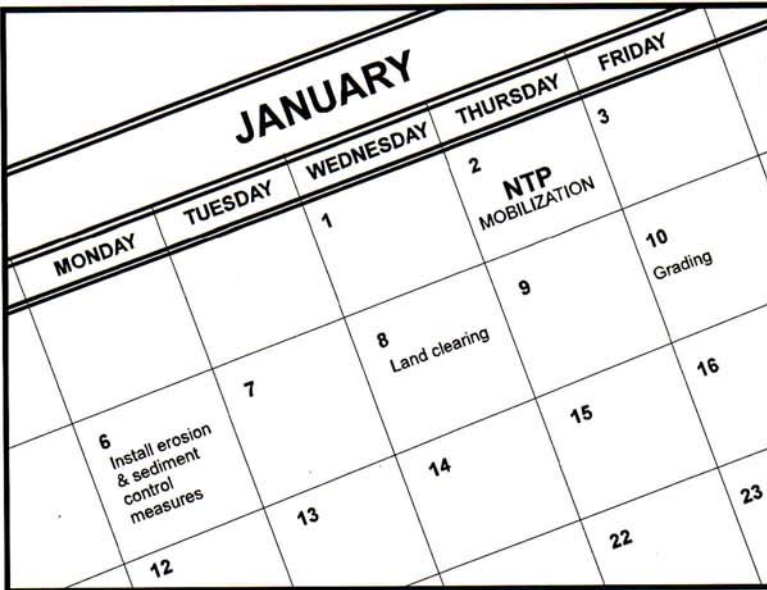 JANUARY
MONDAY TUESDAY WEDNESDAY THURSDAY FRIDAY
1
2
NTP
MOBILIZATION
3
6
Install erosion
& sediment
control
measures
7
8
Land clearing
9
10
Grading
12
13
14
15
16
22
23